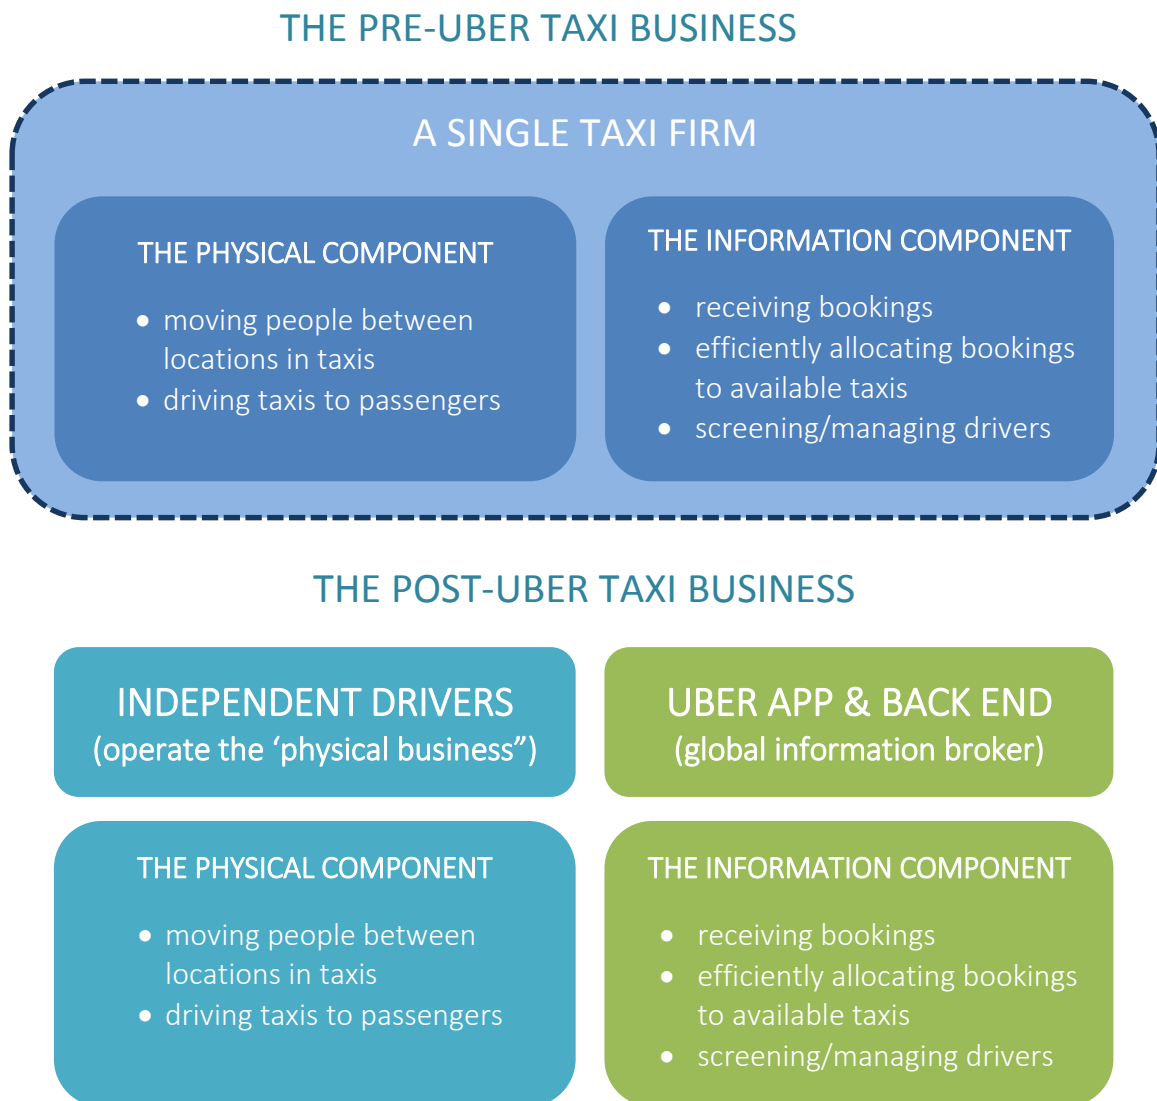 THE PRE-UBER TAXI BUSINESS
A SINGLE TAXI FIRM
THE PHYSICAL COMPONENT
• moving people between
locations in taxis
• driving taxis to passengers
THE INFORMATION COMPONENT
• receiving bookings
• efficiently allocating bookings
to available taxis
• screening/managing drivers
THE POST-UBER TAXI BUSINESS
INDEPENDENT DRIVERS
(operate the ‘physical business”)
UBER APP & BACK END
(global information broker)
THE PHYSICAL COMPONENT
• moving people between
locations in taxis
• driving taxis to passengers
THE INFORMATION COMPONENT
• receiving bookings
• efficiently allocating bookings
to available taxis
• screening/managing drivers